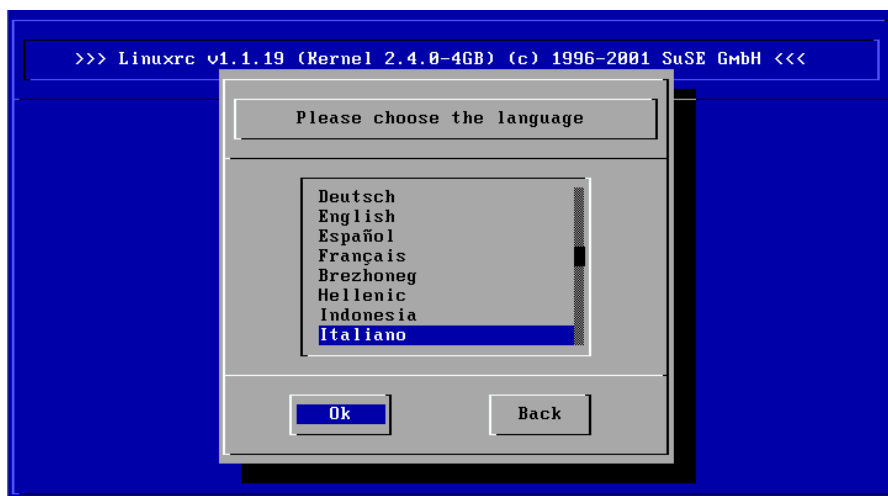 >>> Linuxrc v1.1.19 (Kernel 2.4.0-4GB) (c) 1996-2001 SuSE GmbH <<<
Please choose the language
Deutsch
English
Español
Français
Brezhoneg
Hellenic
Indonesia
Italiano
Ok
Back